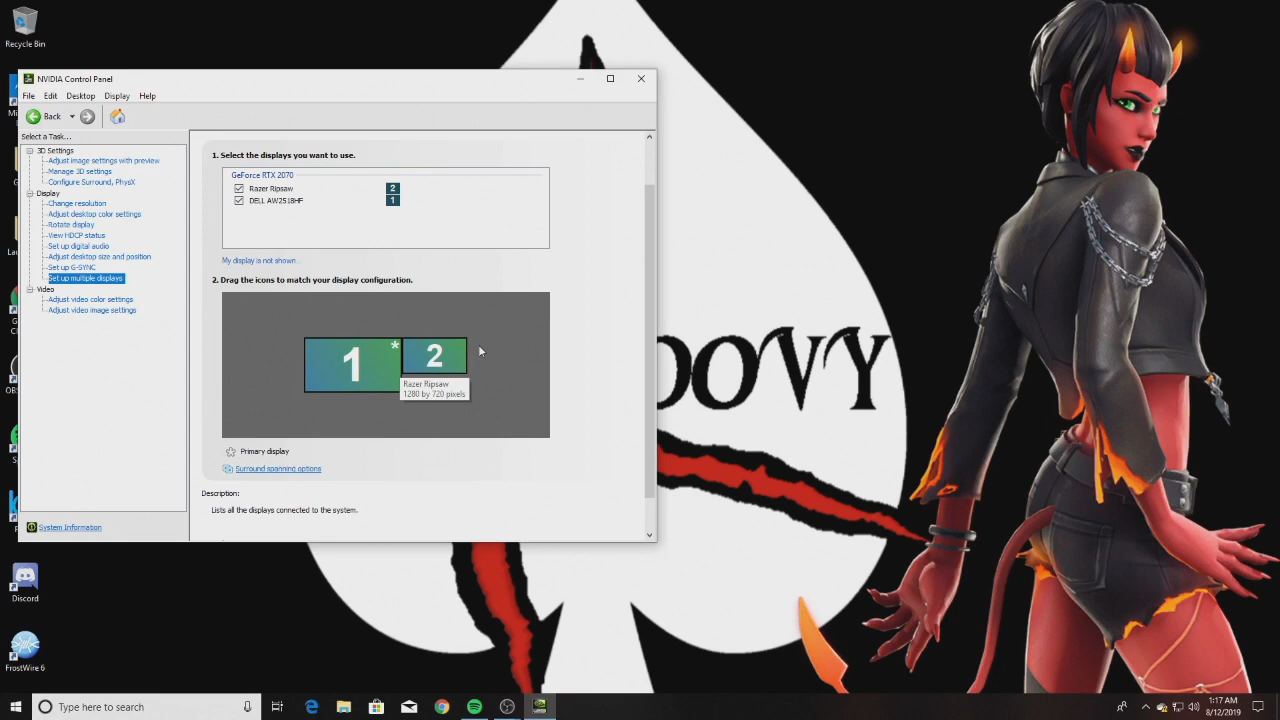 Recycle Bin
NVIDIA Control Panel
File Edit Desktop Display Help
Back
Select a Task...
3D Settings
Adjust image settings with preview
Manage 3D settings
Configure Surround, PhysX
Display
Change resolution
Adjust desktop color settings
Rotate display
View HDCP status
Set up digital audio
Adjust desktop size and position
Set up G-SYNC
Set up multiple displays
Video
Adjust video color settings
Adjust video image settings
System Information
1. Select the displays you want to use.
GeForce RTX 2070
Razer Ripsaw 2
DELL AW2518HF 1
My display is not shown...
2. Drag the icons to match your display configuration.
1 * 2
Razer Ripsaw
1280 by 720 pixels
Primary display
Surround spanning options
Description:
Lists all the displays connected to the system.
OOVY
Discord
FrostWire 6
Type here to search
1:17 AM
8/12/2019